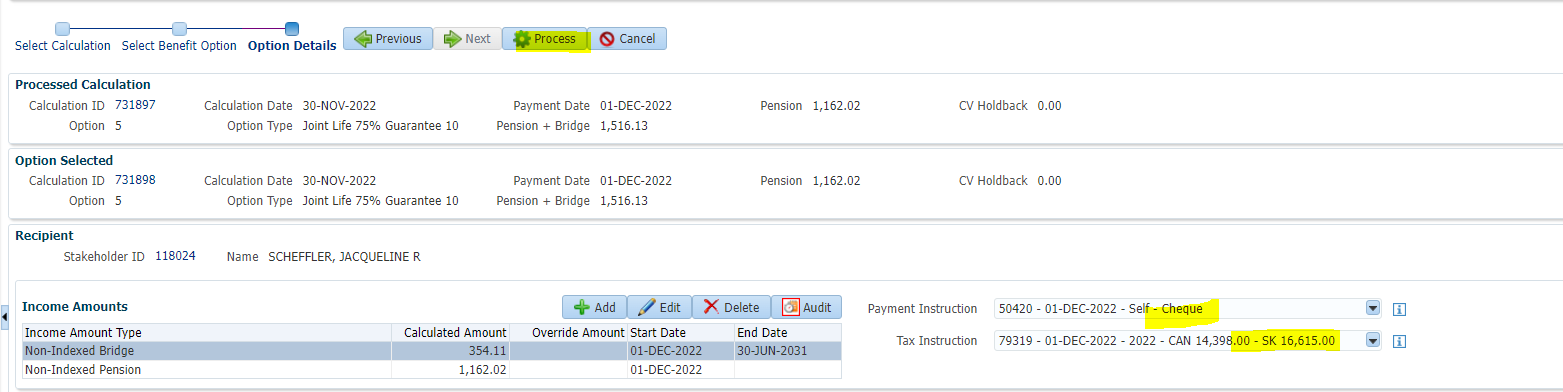 Select Calculation Select Benefit Option Option Details Previous Next Process Cancel
Processed Calculation
Calculation ID 731897 Calculation Date 30-NOV-2022 Payment Date 01-DEC-2022 Pension 1,162.02 CV Holdback 0.00
Option 5 Option Type Joint Life 75% Guarantee 10 Pension + Bridge 1,516.13
Option Selected
Calculation ID 731898 Calculation Date 30-NOV-2022 Payment Date 01-DEC-2022 Pension 1,162.02 CV Holdback 0.00
Option 5 Option Type Joint Life 75% Guarantee 10 Pension + Bridge 1,516.13
Recipient
Stakeholder ID 118024 Name SCHEFFLER, JACQUELINE R
Income Amounts Add Edit Delete Audit Payment Instruction 50420 - 01-DEC-2022 - Self - Cheque
Income Amount Type Calculated Amount Override Amount Start Date End Date Tax Instruction 79319 - 01-DEC-2022 - 2022 - CAN 14,398.00 - SK 16,615.00
Non-Indexed Bridge 354.11 01-DEC-2022 30-JUN-2031
Non-Indexed Pension 1,162.02 01-DEC-2022